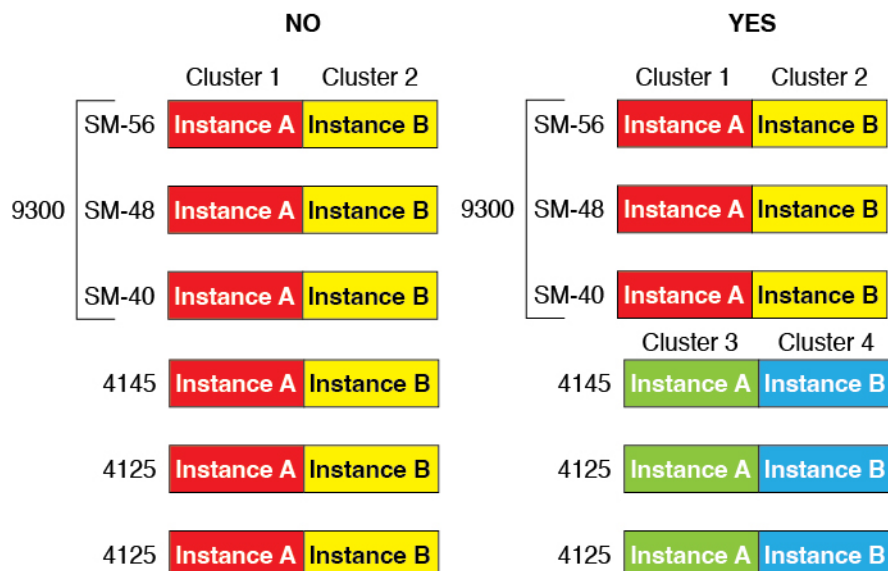 NO YES
Cluster 1 Cluster 2 Cluster 1 Cluster 2
SM-56 Instance A Instance B SM-56 Instance A Instance B
9300 SM-48 Instance A Instance B 9300 SM-48 Instance A Instance B
SM-40 Instance A Instance B SM-40 Instance A Instance B
Cluster 3 Cluster 4
4145 Instance A Instance B 4145 Instance A Instance B
4125 Instance A Instance B 4125 Instance A Instance B
4125 Instance A Instance B 4125 Instance A Instance B